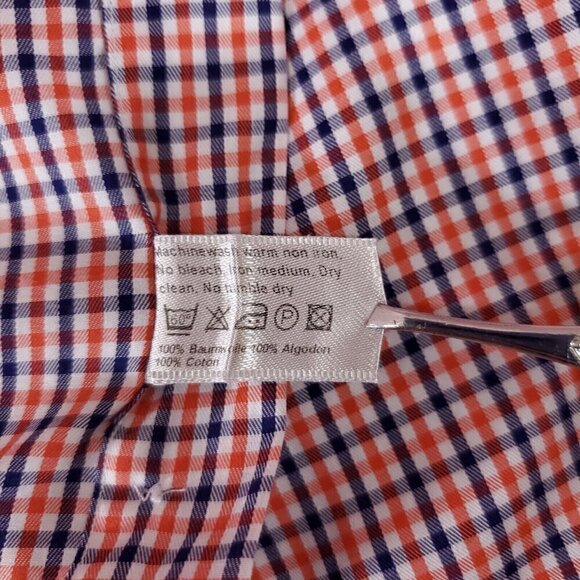 Machinewash warm non iron.
No bleach. Iron medium. Dry
clean. No tumble dry
60° P
100% Baumwolle 100% Algodon
100% Coton